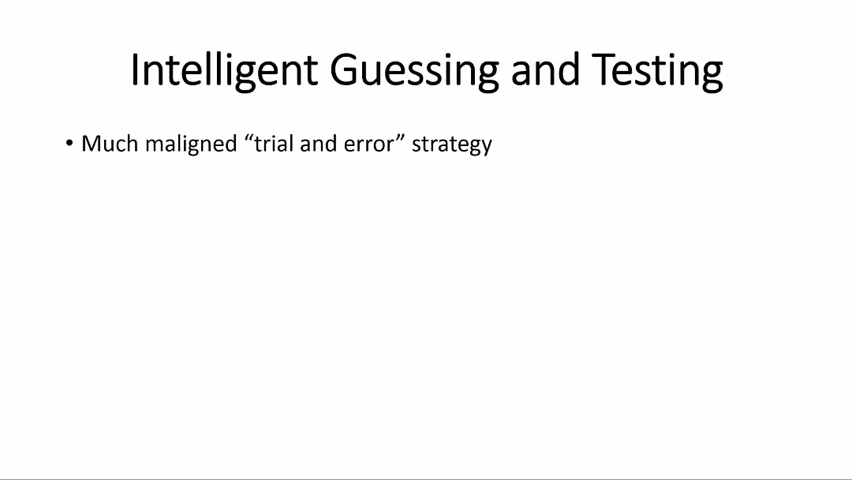 Intelligent Guessing and Testing
• Much maligned “trial and error” strategy